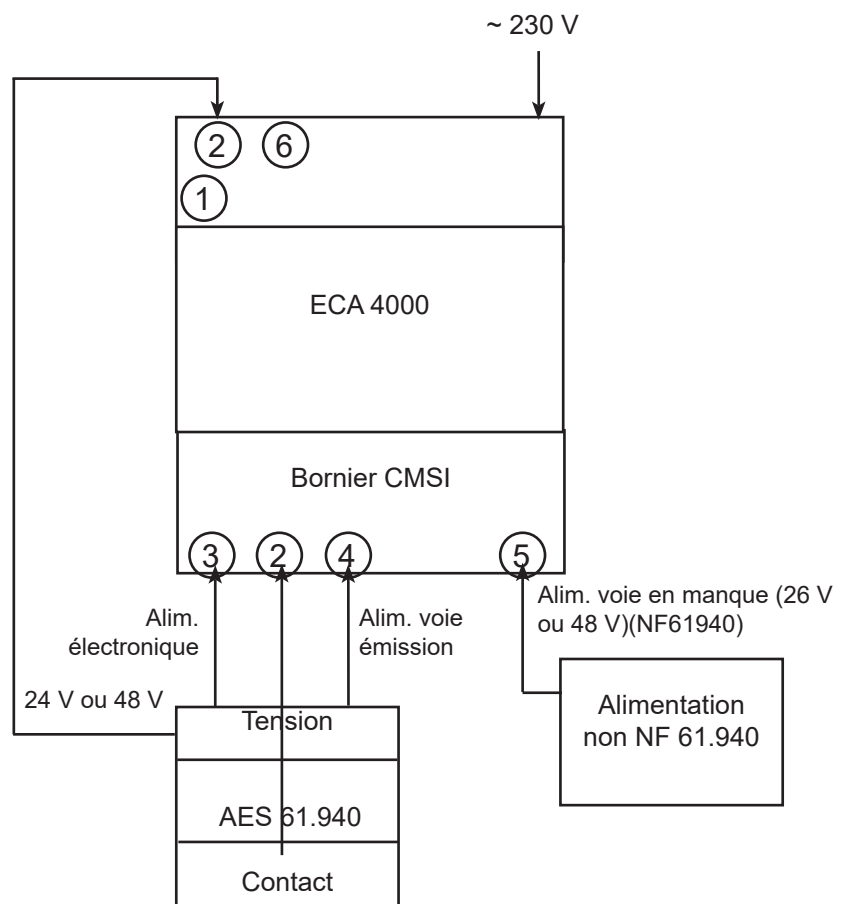 ~ 230 V
2 6
1
ECA 4000
Bornier CMSI
3 2 4 5
Alim.
électronique
Alim. voie
émission
Alim. voie en manque (26 V
ou 48 V)(NF61940)
24 V ou 48 V
Tension
AES 61.940
Contact
Alimentation
non NF 61.940